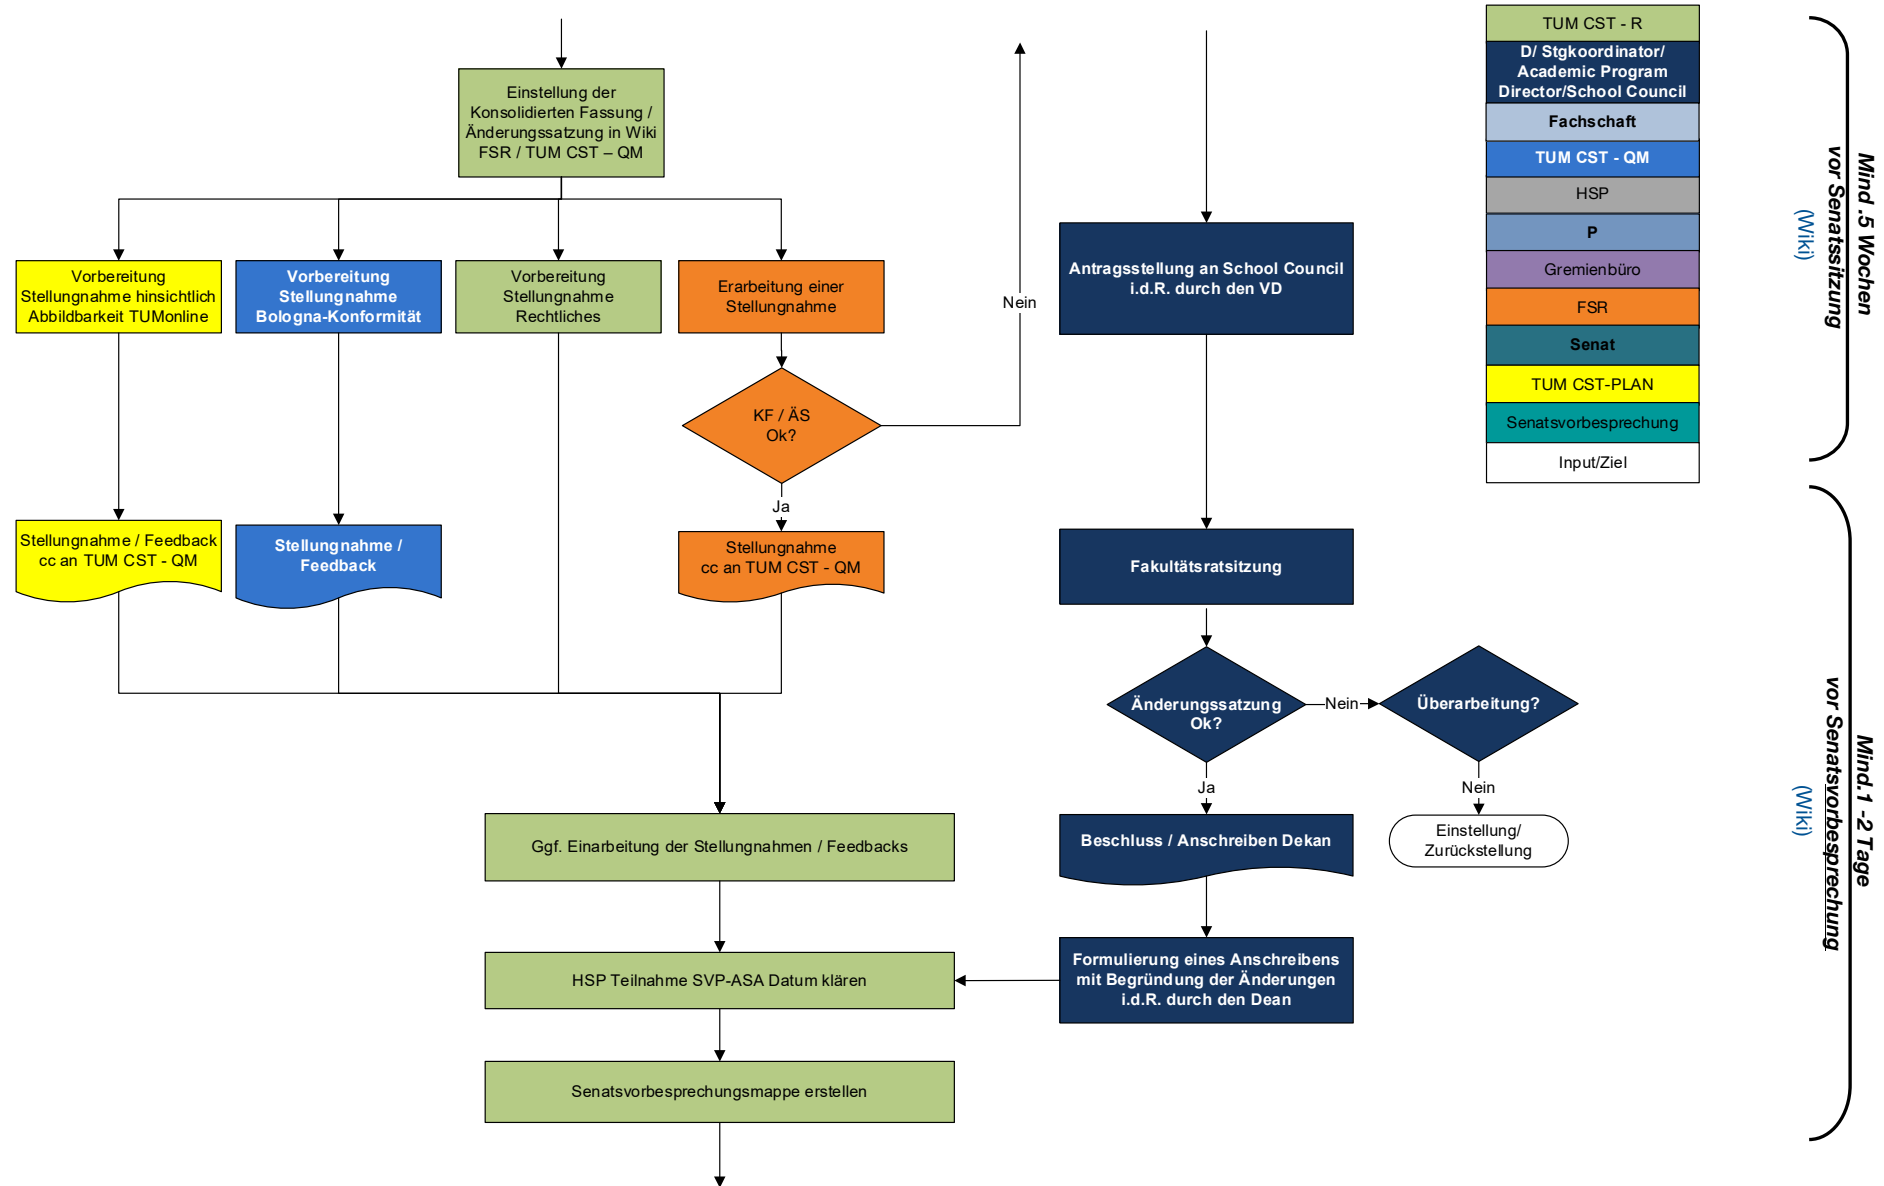 Einstellung der
Konsolidierten Fassung /
Änderungssatzung in Wiki
FSR / TUM CST – QM
Vorbereitung
Stellungnahme hinsichtlich
Abbildbarkeit TUMonline
Vorbereitung
Stellungnahme
Bologna-Konformität
Vorbereitung
Stellungnahme
Rechtliches
Erarbeitung einer
Stellungnahme
KF / ÄS
Ok?
Nein
Ja
Stellungnahme / Feedback
cc an TUM CST - QM
Stellungnahme /
Feedback
Stellungnahme
cc an TUM CST - QM
Ggf. Einarbeitung der Stellungnahmen / Feedbacks
HSP Teilnahme SVP-ASA Datum klären
Senatsvorbesprechungsmappe erstellen
Antragsstellung an School Council
i.d.R. durch den VD
Fakultätsratsitzung
Änderungssatzung
Ok?
Nein
Überarbeitung?
Ja
Nein
Beschluss / Anschreiben Dekan
Einstellung/
Zurückstellung
Formulierung eines Anschreibens
mit Begründung der Änderungen
i.d.R. durch den Dean
TUM CST - R
D/ Stgkoordinator/
Academic Program
Director/School Council
Fachschaft
TUM CST - QM
HSP
P
Gremienbüro
FSR
Senat
TUM CST-PLAN
Senatsvorbesprechung
Input/Ziel
Mind .5 Wochen
vor Senatssitzung
(Wiki)
Mind.1 -2 Tage
vor Senatsvorbesprechung
(Wiki)